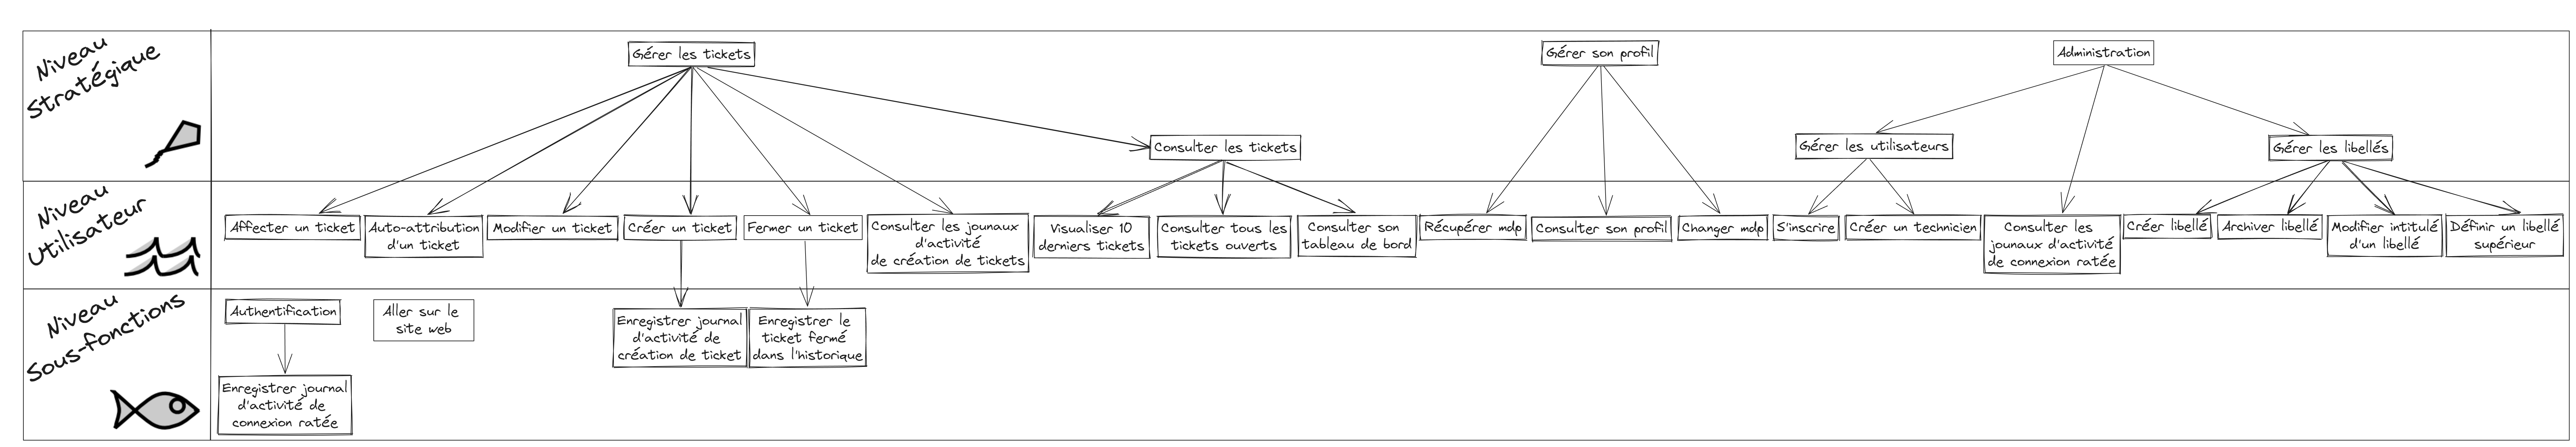 Niveau
Stratégique
Gérer les tickets
Gérer son profil
Administration
Consulter les tickets
Gérer les utilisateurs
Gérer les libellés
Niveau
Utilisateur
Affecter un ticket
Auto-attribution
d'un ticket
Modifier un ticket
Créer un ticket
Fermer un ticket
Consulter les jounaux
d'activité
de création de tickets
Visualiser 10
derniers tickets
Consulter tous les
tickets ouverts
Consulter son
tableau de bord
Récupérer mdp
Consulter son profil
Changer mdp
S'inscrire
Créer un technicien
Consulter les
jounaux d'activité
de connexion ratée
Créer libellé
Archiver libellé
Modifier intitulé
d'un libellé
Définir un libellé
supérieur
Niveau
Sous-fonctions
Authentification
Aller sur le
site web
Enregistrer journal
d'activité de
création de ticket
Enregistrer le
ticket fermé
dans l'historique
Enregistrer journal
d'activité de
connexion ratée